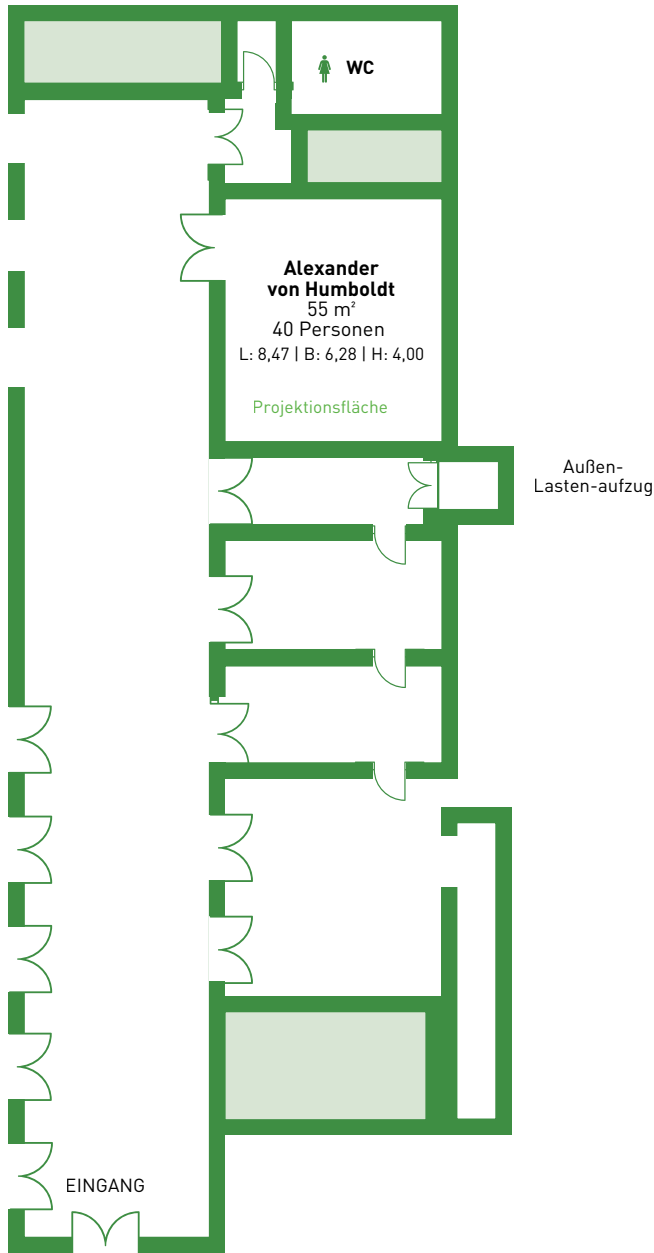 WC
Alexander
von Humboldt
55 m²
40 Personen
L: 8,47 | B: 6,28 | H: 4,00
Projektionsfläche
Außen-
Lasten-aufzug
EINGANG